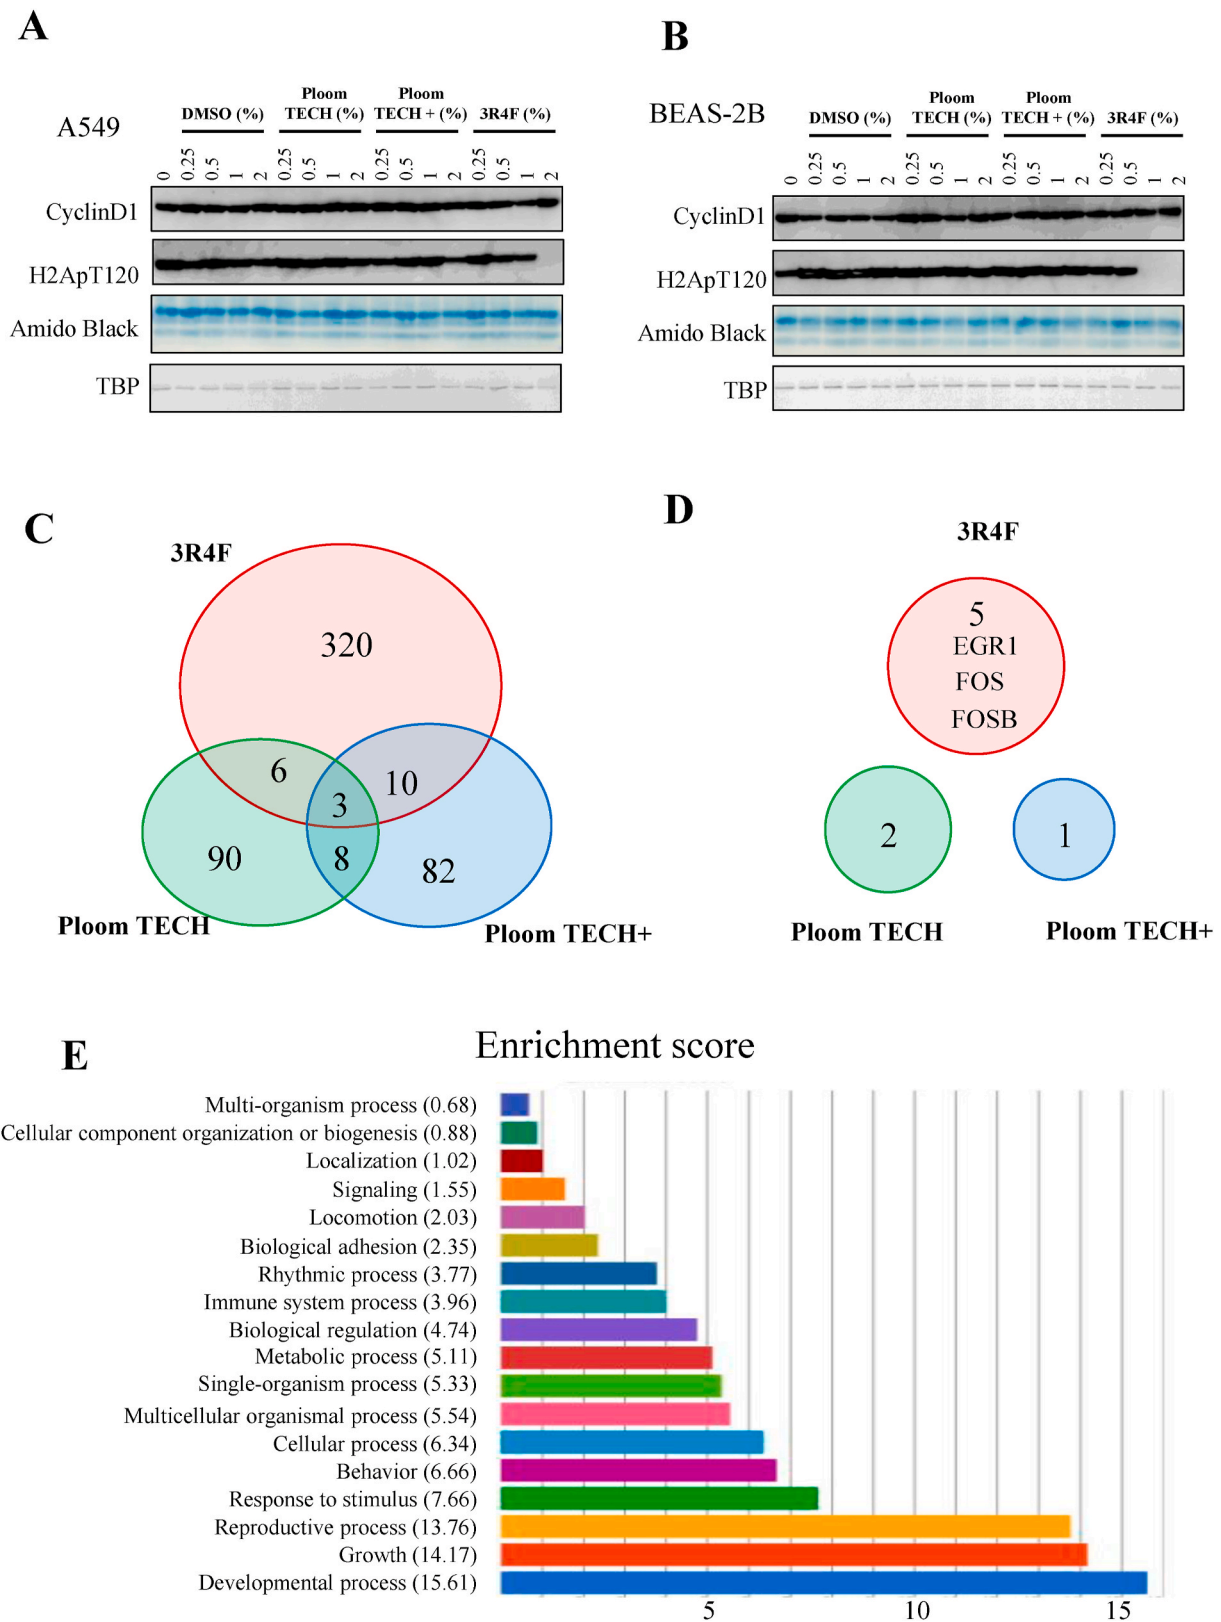 A
A549
DMSO (%)
Ploom
TECH (%)
Ploom
TECH + (%)
3R4F (%)
0 0.25 0.5 1 2 0.25 0.5 1 2 0.25 0.5 1 2 0.25 0.5 1 2
CyclinD1
H2ApT120
Amido Black
TBP
B
BEAS-2B
DMSO (%)
Ploom
TECH (%)
Ploom
TECH + (%)
3R4F (%)
0 0.25 0.5 1 2 0.25 0.5 1 2 0.25 0.5 1 2 0.25 0.5 1 2
CyclinD1
H2ApT120
Amido Black
TBP
C
3R4F
320
6
10
3
90
8
82
Ploom TECH
Ploom TECH+
D
3R4F
5
EGR1
FOS
FOSB
2
1
Ploom TECH
Ploom TECH+
E
Enrichment score
Multi-organism process (0.68)
Cellular component organization or biogenesis (0.88)
Localization (1.02)
Signaling (1.55)
Locomotion (2.03)
Biological adhesion (2.35)
Rhythmic process (3.77)
Immune system process (3.96)
Biological regulation (4.74)
Metabolic process (5.11)
Single-organism process (5.33)
Multicellular organismal process (5.54)
Cellular process (6.34)
Behavior (6.66)
Response to stimulus (7.66)
Reproductive process (13.76)
Growth (14.17)
Developmental process (15.61)
5 10 15